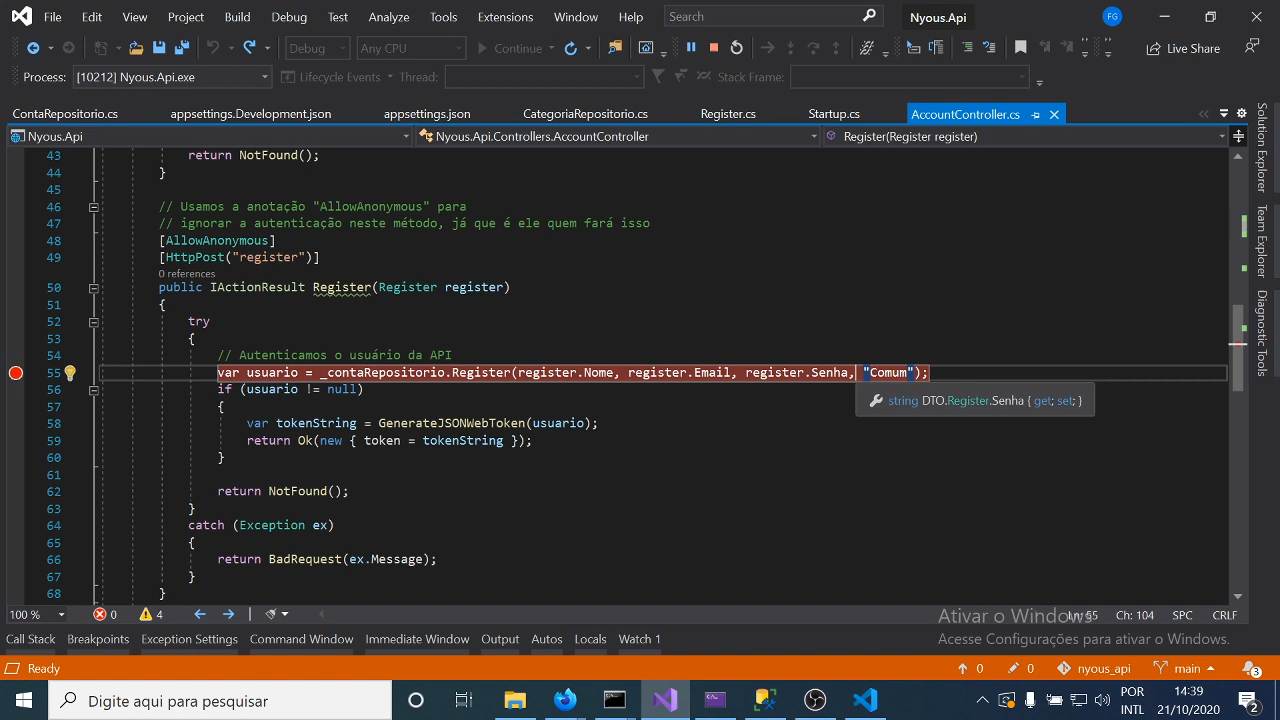 File Edit View Project Build Debug Test Analyze Tools Extensions Window Help Search Nyous.Api FG
Debug Any CPU Continue Live Share
Process: [10212] Nyous.Api.exe Lifecycle Events Thread: Stack Frame:
ContaRepositorio.cs appsettings.Development.json appsettings.json CategoriaRepositorio.cs Register.cs Startup.cs AccountController.cs
Nyous.Api Nyous.Api.Controllers.AccountController Register(Register register)
43 return NotFound();
44 }
45
46 // Usamos a anotação "AllowAnonymous" para
47 // ignorar a autenticação neste método, já que é ele quem fará isso
48 [AllowAnonymous]
49 [HttpPost("register")]
0 references
50 public IActionResult Register(Register register)
51 {
52 try
53 {
54 // Autenticamos o usuário da API
55 var usuario = _contaRepositorio.Register(register.Nome, register.Email, register.Senha, "Comum");
56 if (usuario != null)
string DTO.Register.Senha { get; set; }
57 {
58 var tokenString = GenerateJSONWebToken(usuario);
59 return Ok(new { token = tokenString });
60 }
61
62 return NotFound();
63 }
64 catch (Exception ex)
65 {
66 return BadRequest(ex.Message);
67 }
68 }
Solution Explorer
Team Explorer
Diagnostic Tools
100 % 0 4 Ln: 55 Ch: 104 SPC CRLF
Ativar o Windows
Acesse Configurações para ativar o Windows.
Call Stack Breakpoints Exception Settings Command Window Immediate Window Output Autos Locals Watch 1
Ready 0 0 nyous_api main 3
Digite aqui para pesquisar
POR
INTL
14:39
21/10/2020
2